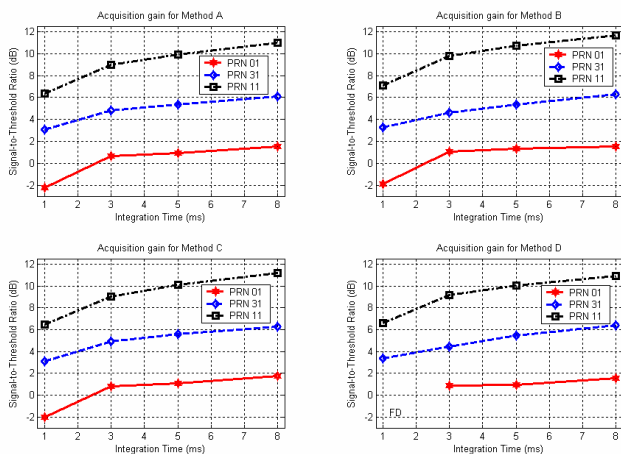 Acquisition gain for Method A
Signal-to-Threshold Ratio (dB)
12
10
8
6
4
2
0
-2
PRN 01
PRN 31
PRN 11
1 2 3 4 5 6 7 8
Integration Time (ms)
Acquisition gain for Method B
Signal-to-Threshold Ratio (dB)
12
10
8
6
4
2
0
-2
PRN 01
PRN 31
PRN 11
1 2 3 4 5 6 7 8
Integration Time (ms)
Acquisition gain for Method C
Signal-to-Threshold Ratio (dB)
12
10
8
6
4
2
0
-2
PRN 01
PRN 31
PRN 11
1 2 3 4 5 6 7 8
Integration Time (ms)
Acquisition gain for Method D
Signal-to-Threshold Ratio (dB)
12
10
8
6
4
2
0
-2
PRN 01
PRN 31
PRN 11
FD
1 2 3 4 5 6 7 8
Integration Time (ms)